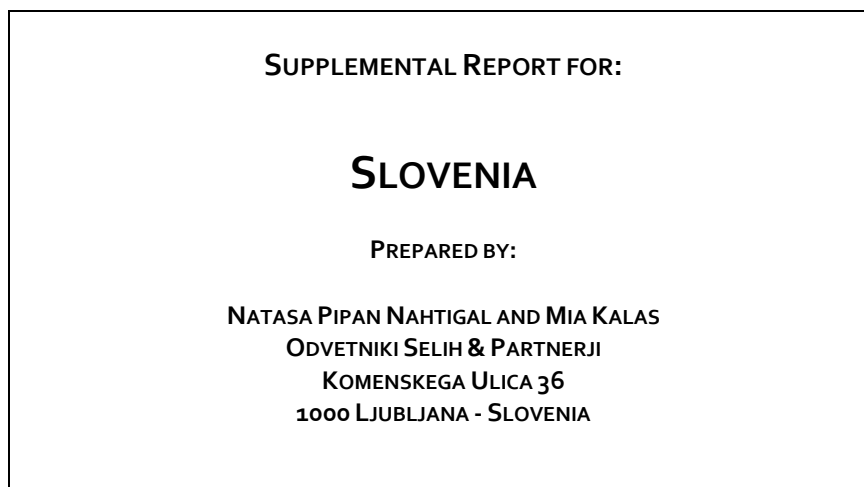 SUPPLEMENTAL REPORT FOR:
SLOVENIA
PREPARED BY:
NATASA PIPAN NAHTIGAL AND MIA KALAS
ODVETNIKI SELIH & PARTNERJI
KOMENSKEGA ULICA 36
1000 LJUBLJANA - SLOVENIA